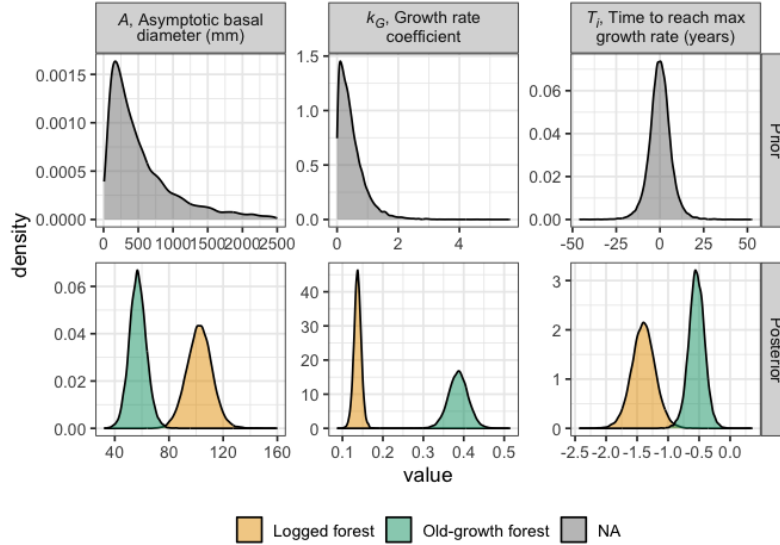 A, Asymptotic basal
diameter (mm)
k_G, Growth rate
coefficient
T_i, Time to reach max
growth rate (years)
Prior
0.0015
0.0010
0.0005
0.0000
0 500 1000 1500 2000 2500
1.5
1.0
0.5
0.0
0 2 4
0.06
0.04
0.02
0.00
-50 -25 0 25 50
density
Posterior
0.06
0.04
0.02
0.00
40 80 120 160
40
30
20
10
0
0.1 0.2 0.3 0.4 0.5
3
2
1
0
-2.5 -2.0 -1.5 -1.0 -0.5 0.0
value
Logged forest Old-growth forest NA